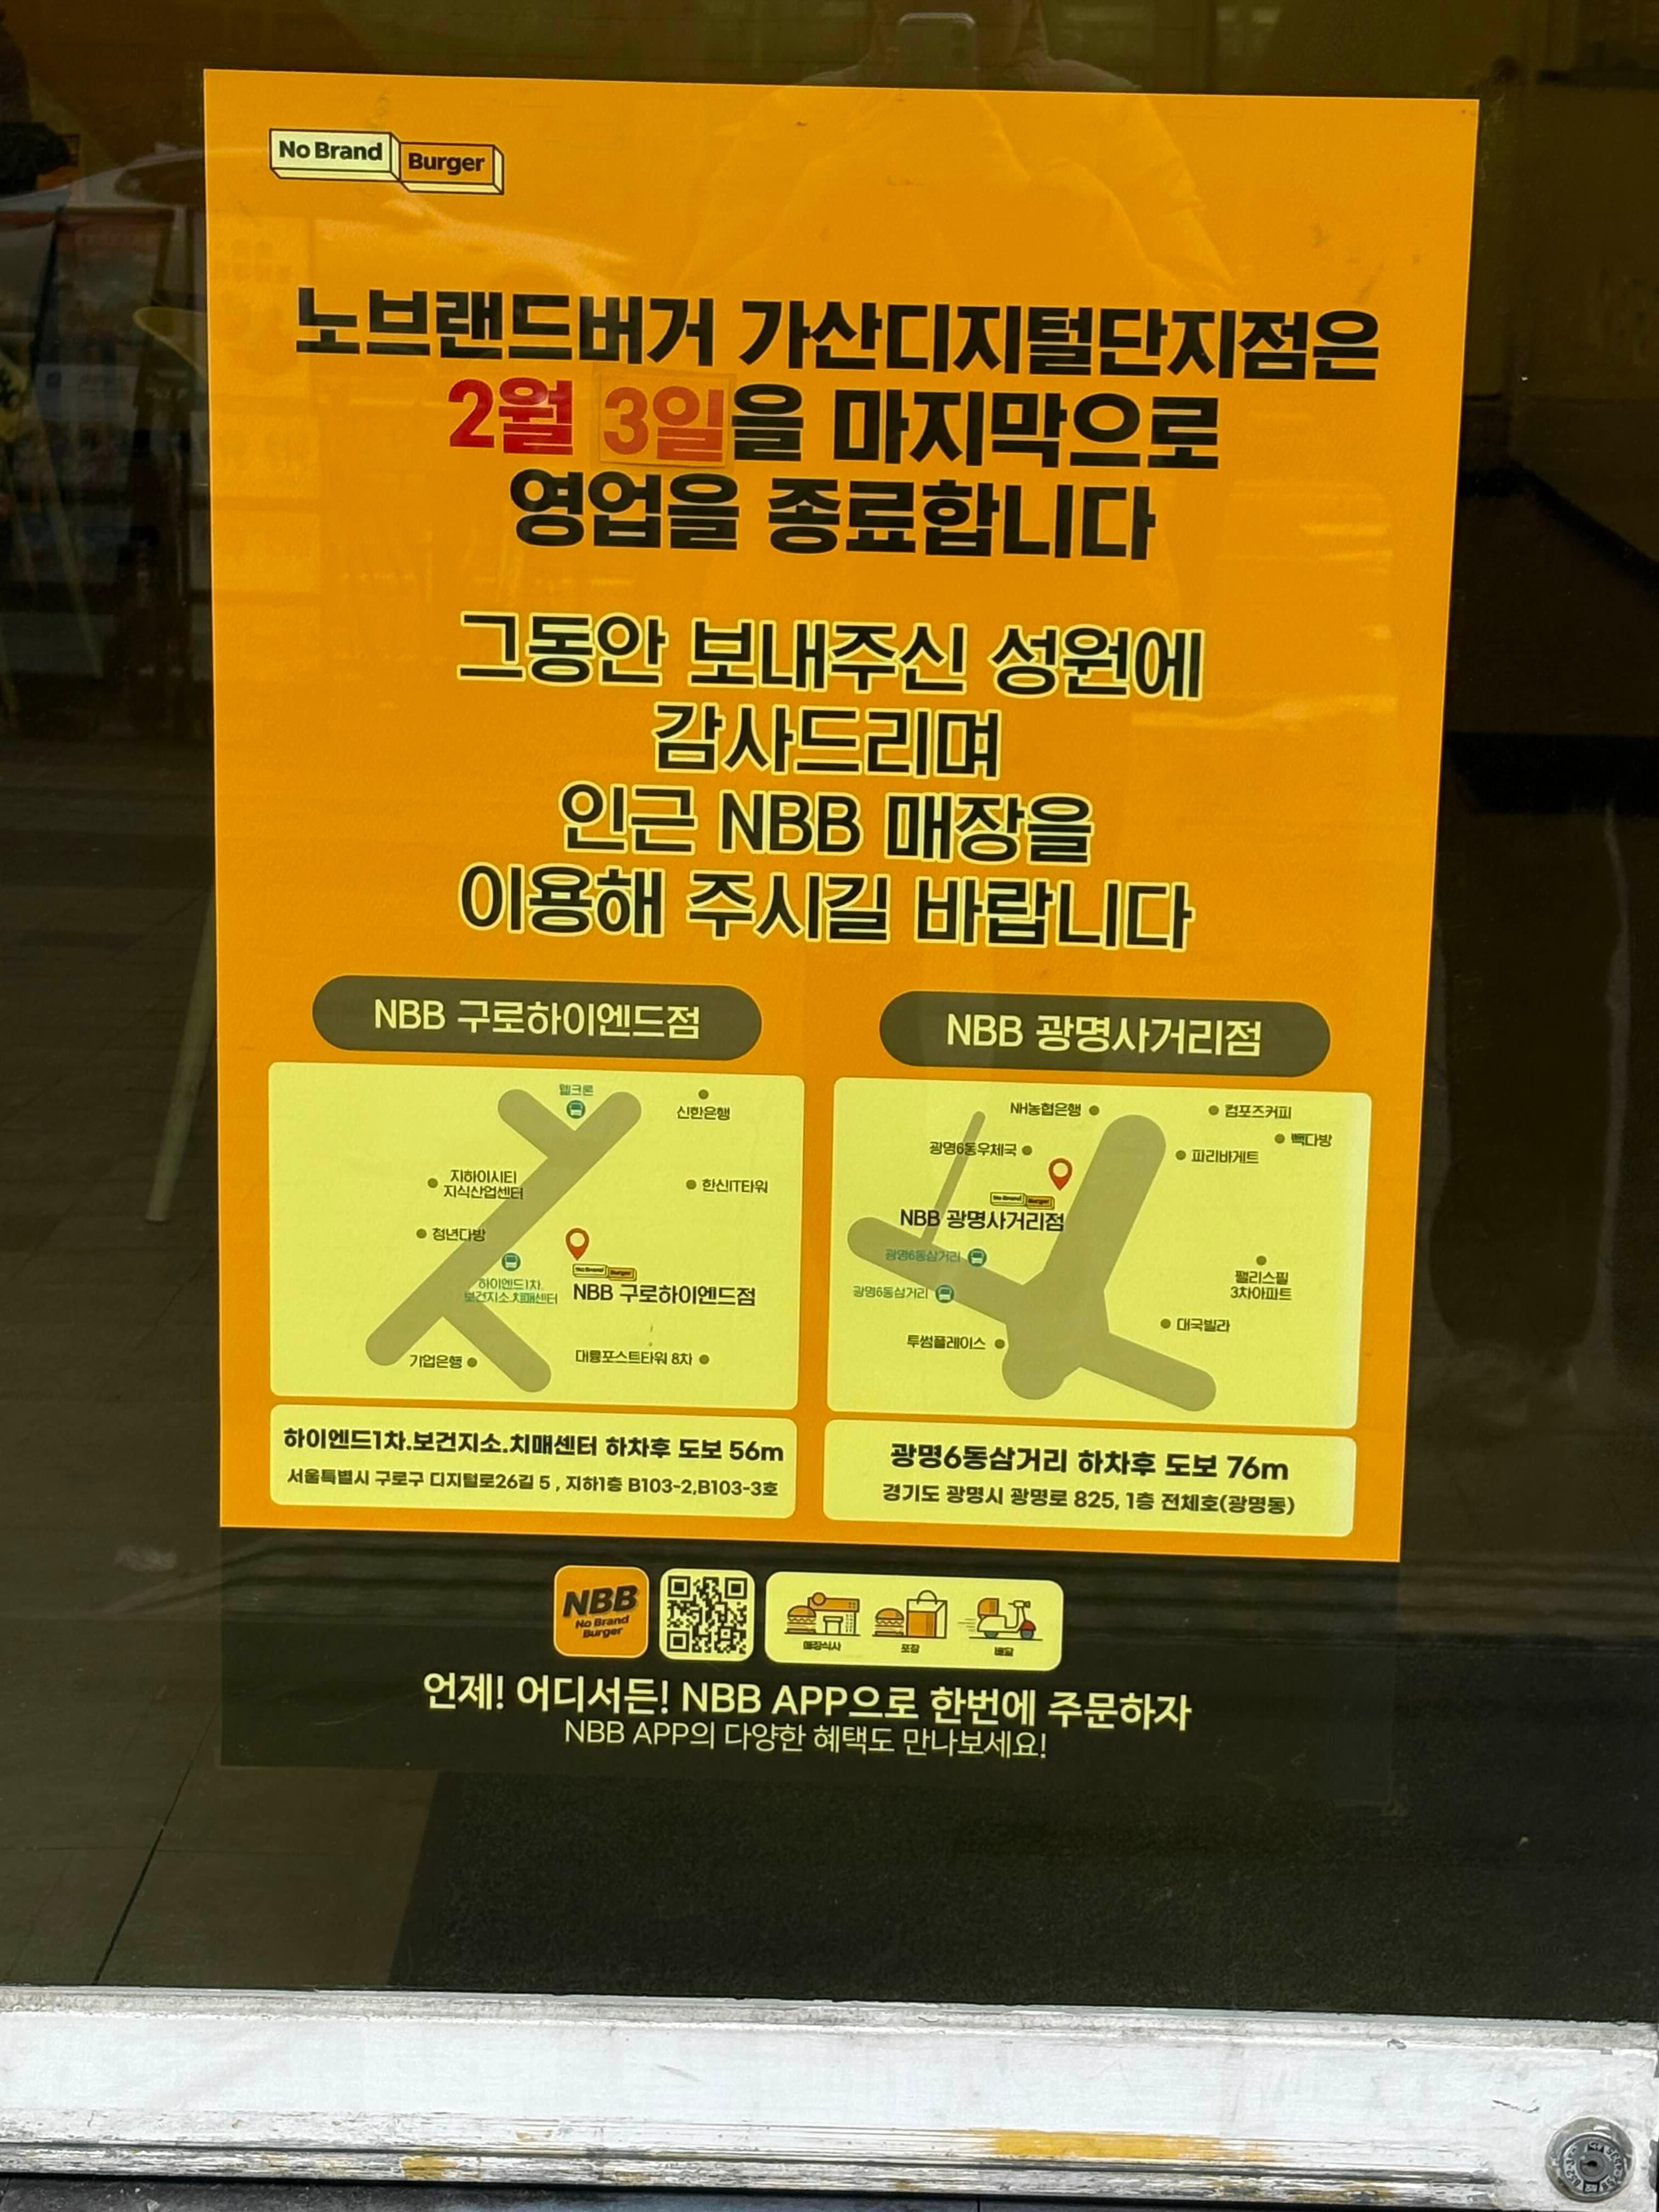 No Brand Burger
노브랜드버거 가산디지털단지점은
2월 3일을 마지막으로
영업을 종료합니다
그동안 보내주신 성원에
감사드리며
인근 NBB 매장을
이용해 주시길 바랍니다
NBB 구로하이엔드점
웰크론
신한은행
지하이시티
지식산업센터
한신IT타워
청년다방
하이엔드1차.
보건지소.치매센터
No Brand Burger
NBB 구로하이엔드점
기업은행
대륭포스트타워 8차
하이엔드1차.보건지소.치매센터 하차후 도보 56m
서울특별시 구로구 디지털로26길 5 , 지하1층 B103-2,B103-3호
NBB 광명사거리점
NH농협은행
컴포즈커피
빽다방
광명6동우체국
파리바게트
No Brand Burger
NBB 광명사거리점
광명6동삼거리
광명6동삼거리
팰리스필
3차아파트
대국빌라
투썸플레이스
광명6동삼거리 하차후 도보 76m
경기도 광명시 광명로 825, 1층 전체호(광명동)
NBB
No Brand
Burger
매장식사
포장
배달
언제! 어디서든! NBB APP으로 한번에 주문하자
NBB APP의 다양한 혜택도 만나보세요!